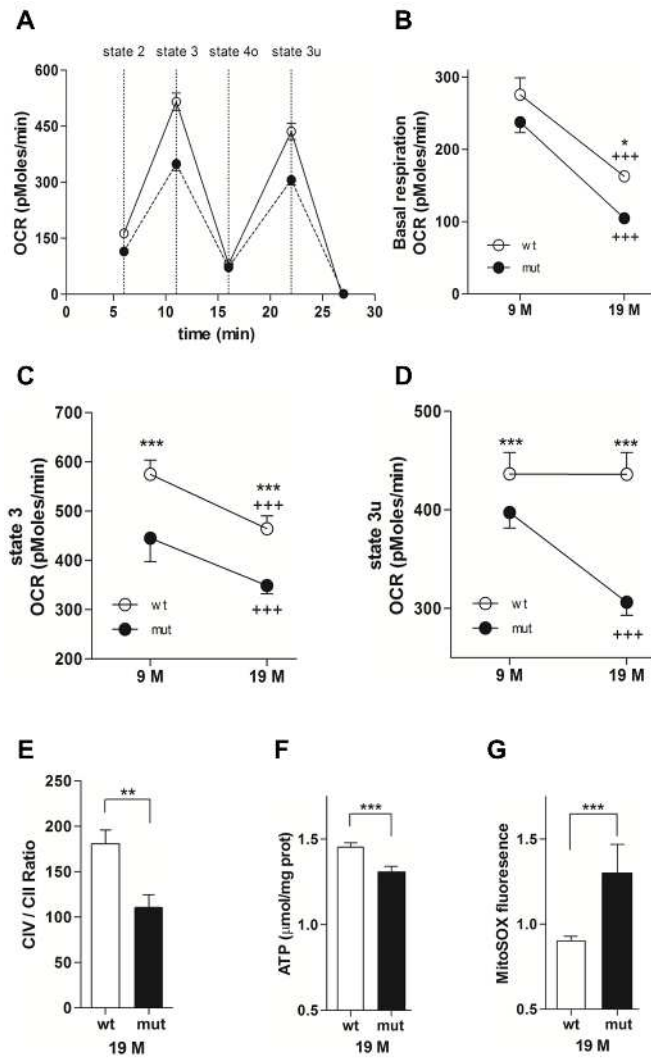 A
state 2 state 3 state 4o state 3u
600
450
300
150
0
OCR (pMoles/min)
0 5 10 15 20 25 30
time (min)
B
300
200
100
0
Basal respiration
OCR (pMoles/min)
*
+++
+++
wt
mut
9 M 19 M
C
700
600
500
400
300
200
state 3
OCR (pMoles/min)
***
***
+++
+++
wt
mut
9 M 19 M
D
500
400
300
state 3u
OCR (pMoles/min)
*** ***
+++
wt
mut
9 M 19 M
E
250
200
150
100
50
0
CIV / CII Ratio
**
wt mut
19 M
F
1.5
1.0
0.5
ATP (µmol/mg prot)
***
wt mut
19 M
G
1.5
1.0
0.5
MitoSOX fluoresence
***
wt mut
19 M